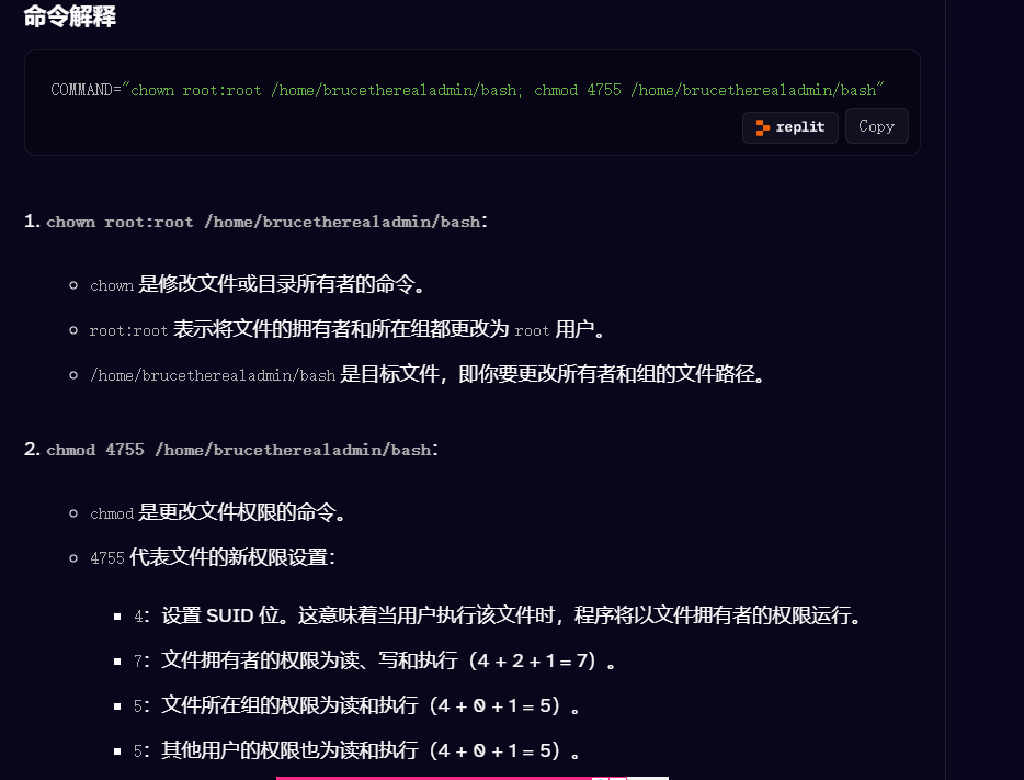 命令解释
COMMAND="chown root:root /home/brucetherealadmin/bash; chmod 4755 /home/brucetherealadmin/bash"
replit
Copy
1. chown root:root /home/brucetherealadmin/bash:
chown 是修改文件或目录所有者的命令。
root:root 表示将文件的拥有者和所在组都更改为 root 用户。
/home/brucetherealadmin/bash 是目标文件，即你要更改所有者和组的文件路径。
2. chmod 4755 /home/brucetherealadmin/bash:
chmod 是更改文件权限的命令。
4755 代表文件的新权限设置：
4：设置 SUID 位。这意味着当用户执行该文件时，程序将以文件拥有者的权限运行。
7：文件拥有者的权限为读、写和执行（4 + 2 + 1 = 7）。
5：文件所在组的权限为读和执行（4 + 0 + 1 = 5）。
5：其他用户的权限也为读和执行（4 + 0 + 1 = 5）。